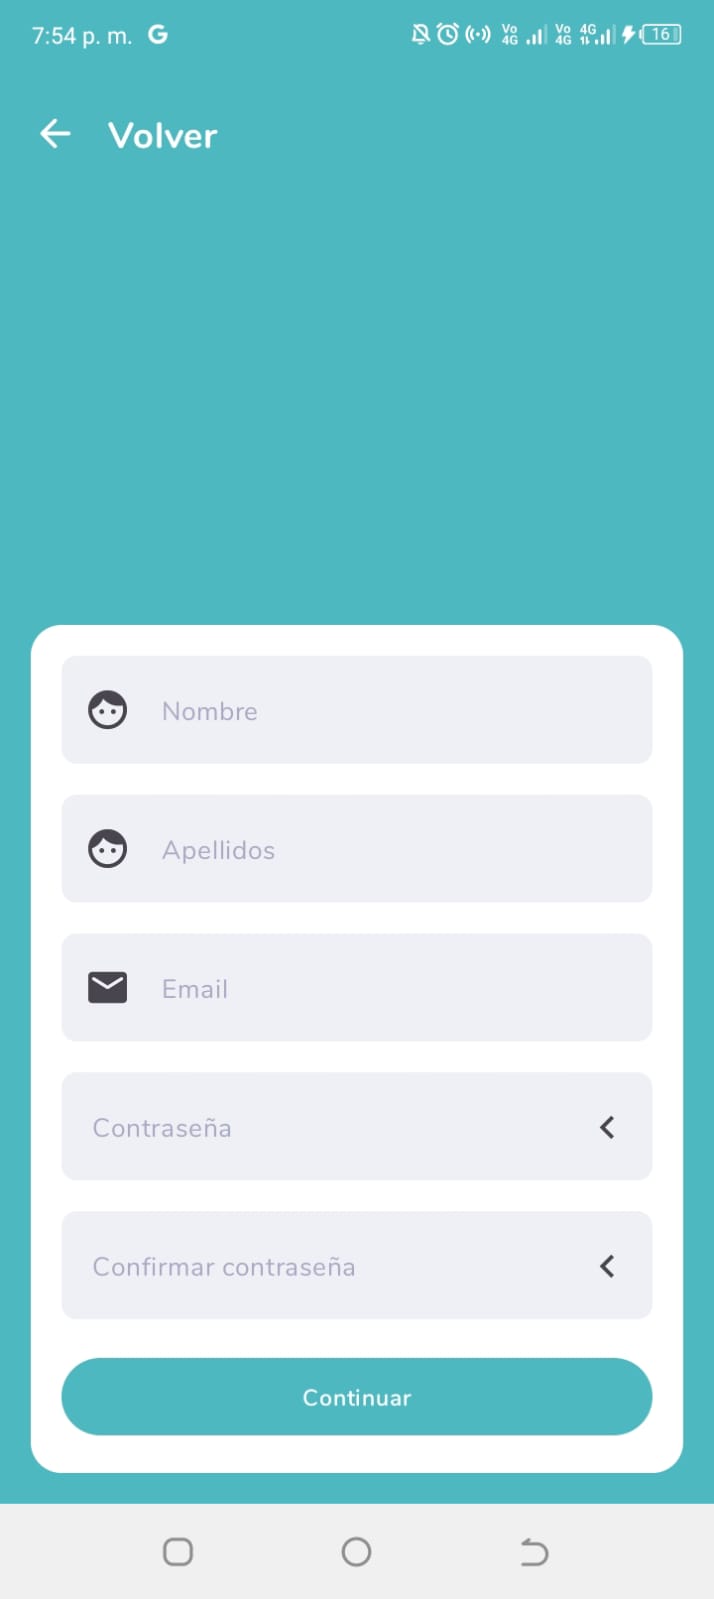 7:54 p. m. G Vo 4G Vo 4G 4G 16
Volver
Nombre
Apellidos
Email
Contraseña
Confirmar contraseña
Continuar